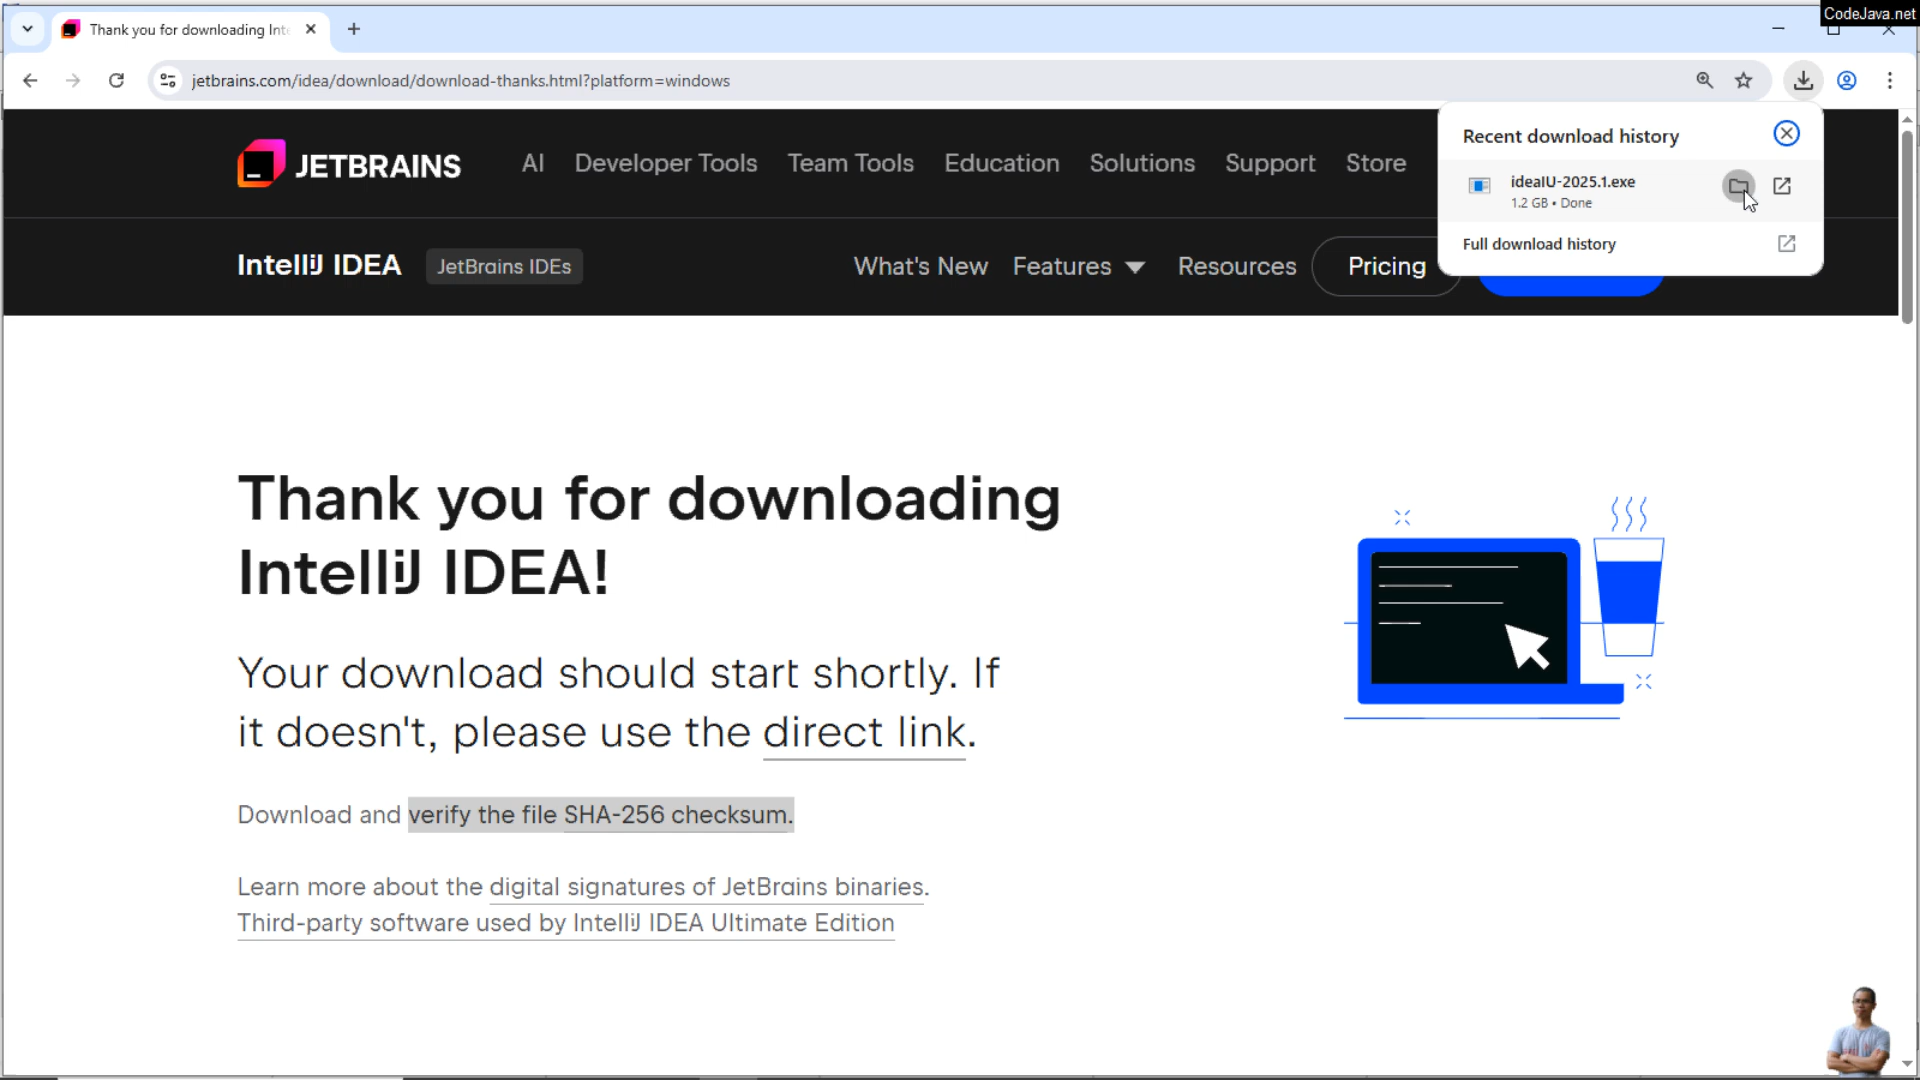 CodeJava.net
Thank you for downloading Inte
jetbrains.com/idea/download/download-thanks.html?platform=windows
Recent download history
ideaIU-2025.1.exe
1.2 GB • Done
Full download history
JETBRAINS
AI Developer Tools Team Tools Education Solutions Support Store
IntelliJ IDEA JetBrains IDEs What's New Features Resources Pricing
Thank you for downloading
IntelliJ IDEA!
Your download should start shortly. If
it doesn't, please use the direct link.
Download and verify the file SHA-256 checksum.
Learn more about the digital signatures of JetBrains binaries.
Third-party software used by IntelliJ IDEA Ultimate Edition